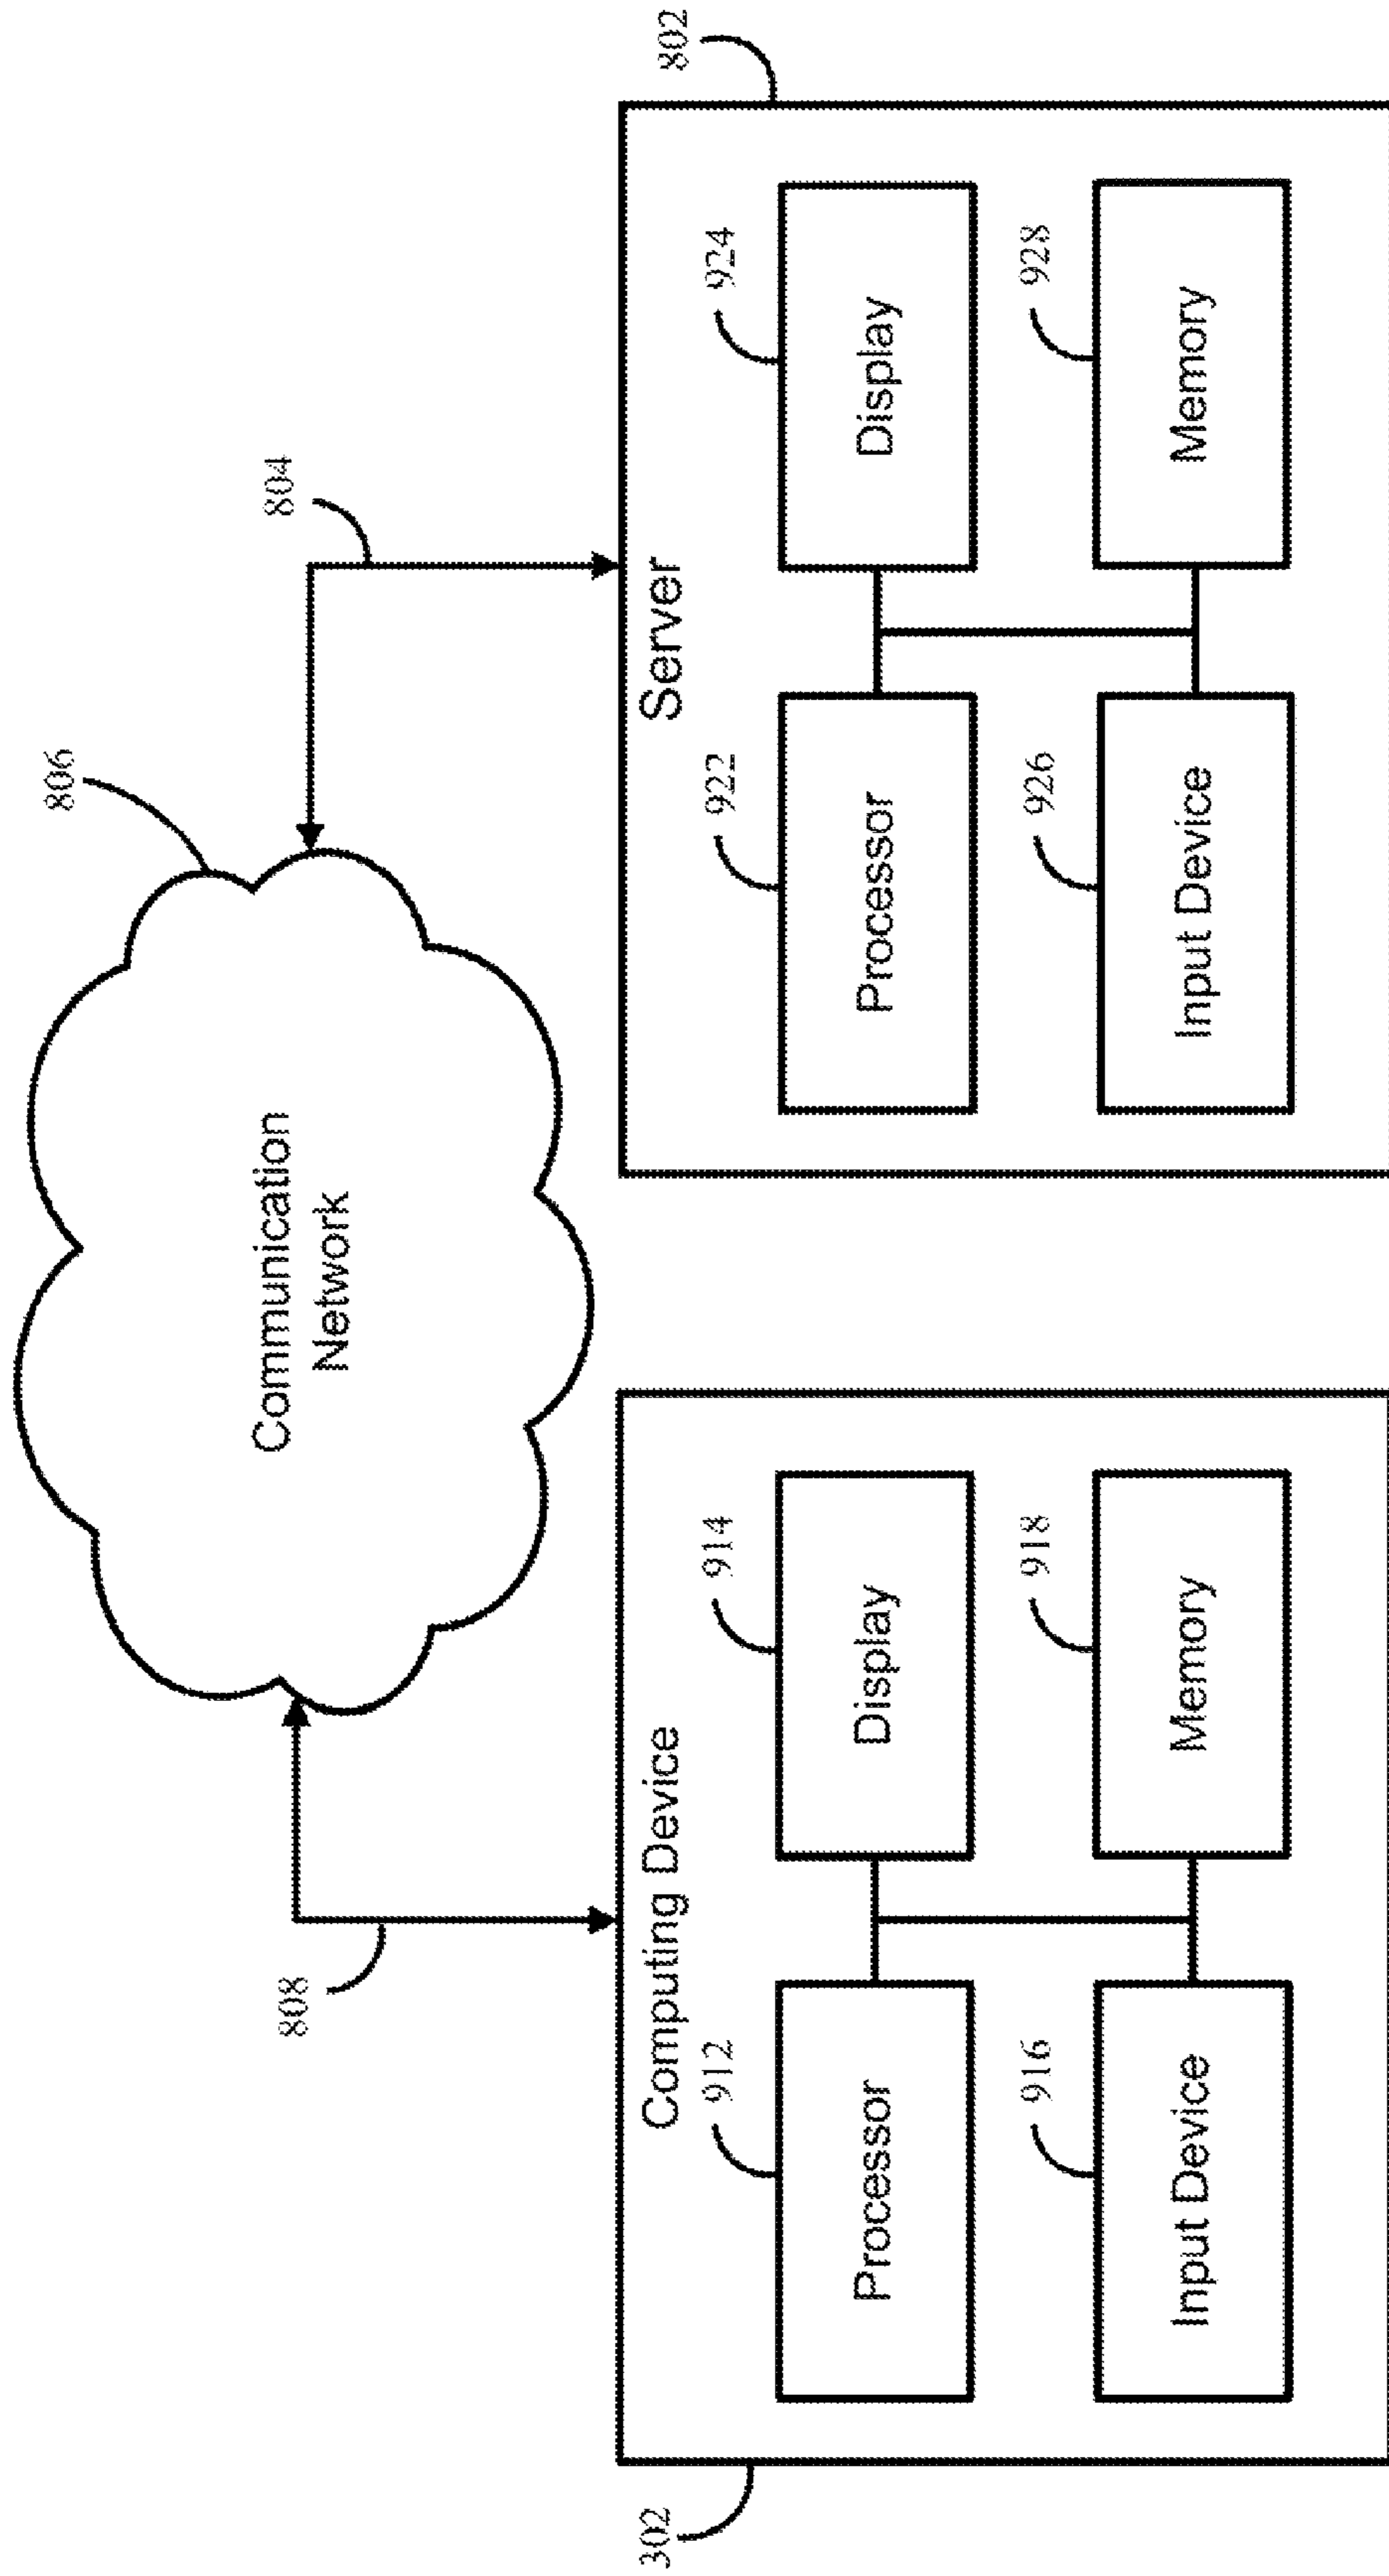 806
804
808
Communication
Network
302
Computing Device
912
Processor
914
Display
916
Input Device
918
Memory
802
Server
922
Processor
924
Display
926
Input Device
928
Memory